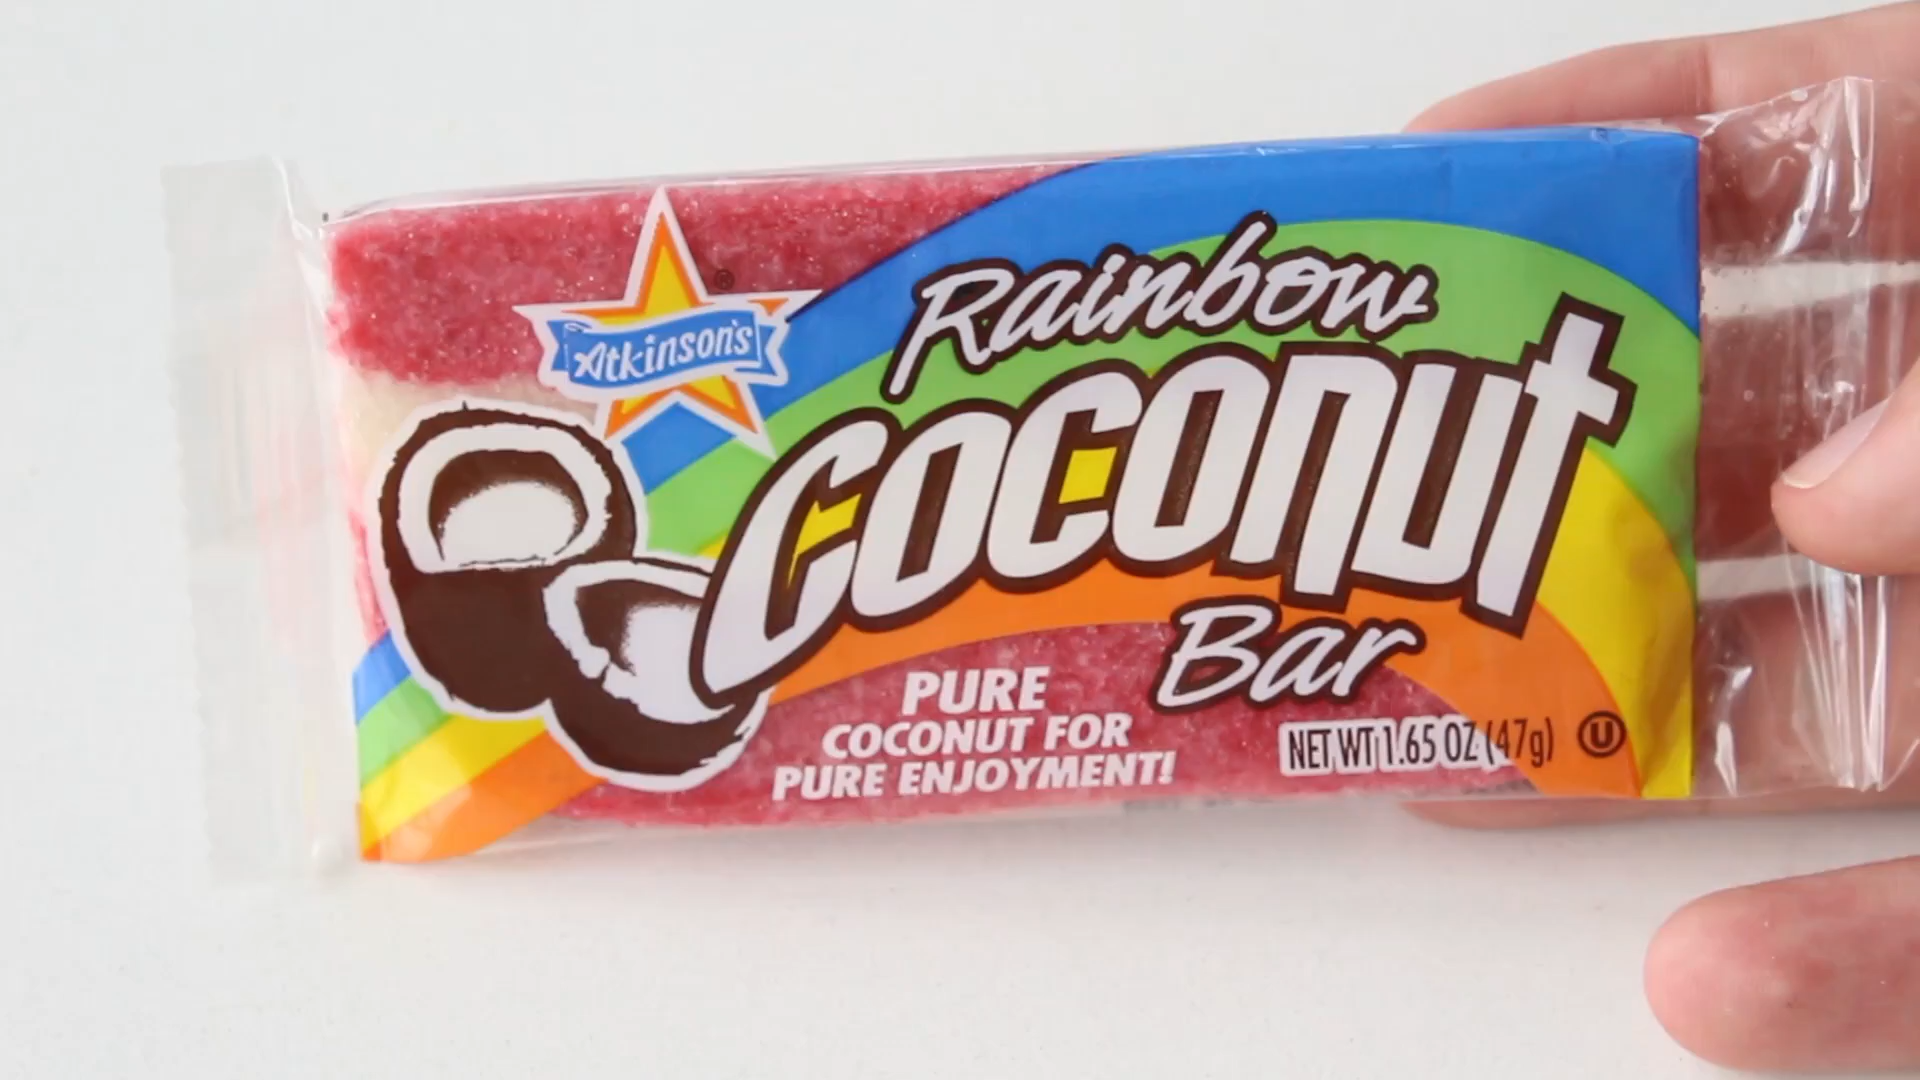 Atkinson's ®
Rainbow
Coconut
Bar
PURE
COCONUT FOR
PURE ENJOYMENT!
NET WT 1.65 OZ (47g) U